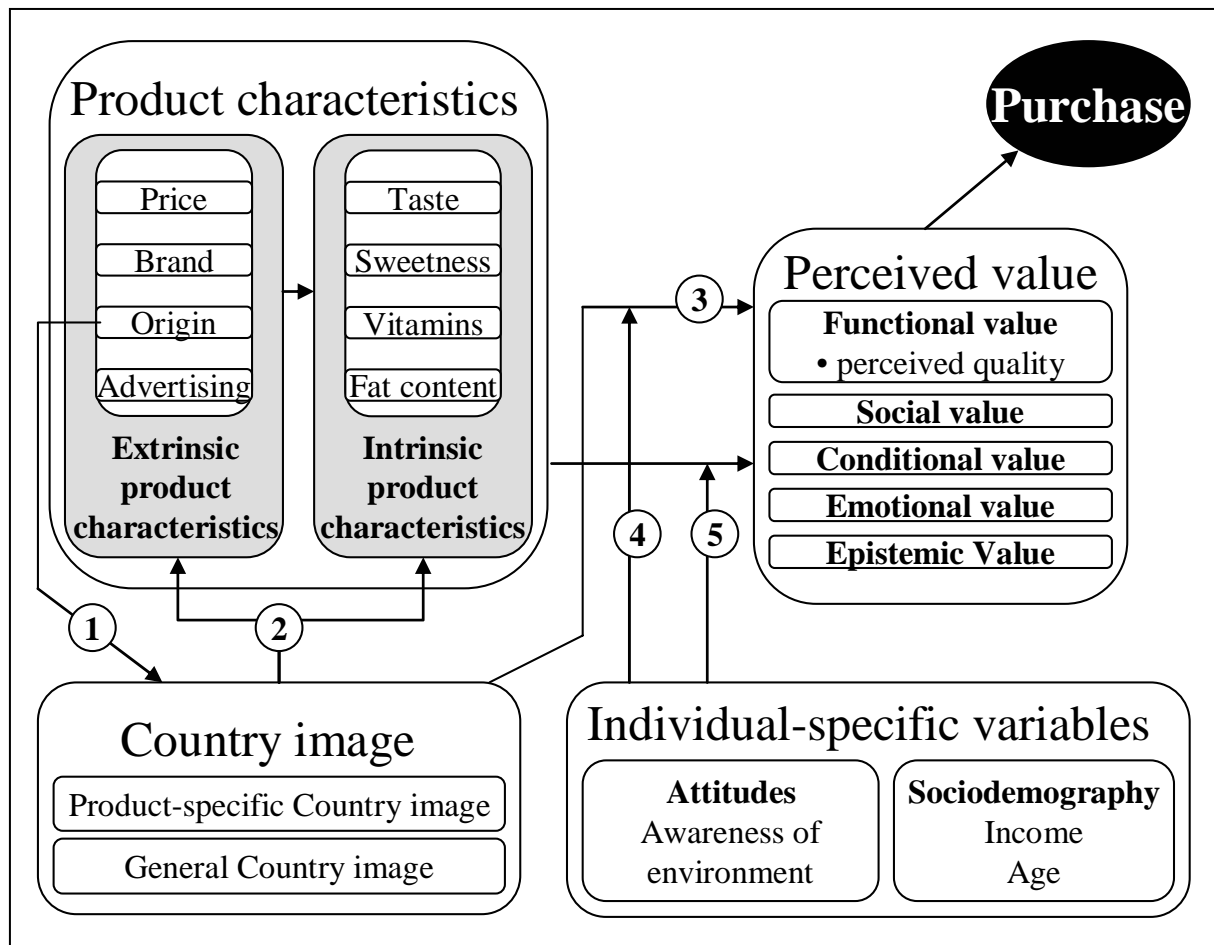 Product characteristics
Price
Brand
Origin
Advertising
Extrinsic
product
characteristics
Taste
Sweetness
Vitamins
Fat content
Intrinsic
product
characteristics
Purchase
Perceived value
Functional value
• perceived quality
Social value
Conditional value
Emotional value
Epistemic Value
1
2
3
4
5
Country image
Product-specific Country image
General Country image
Individual-specific variables
Attitudes
Awareness of
environment
Sociodemography
Income
Age